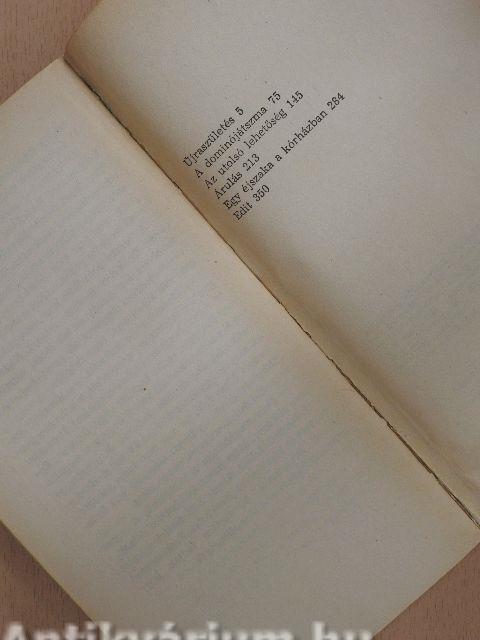 Újraszületés 5
A dominójátszma 75
Az utolsó lehetőség 145
Árulás 213
Egy éjszaka a kórházban 284
Edit 350
Antikvárium.hu